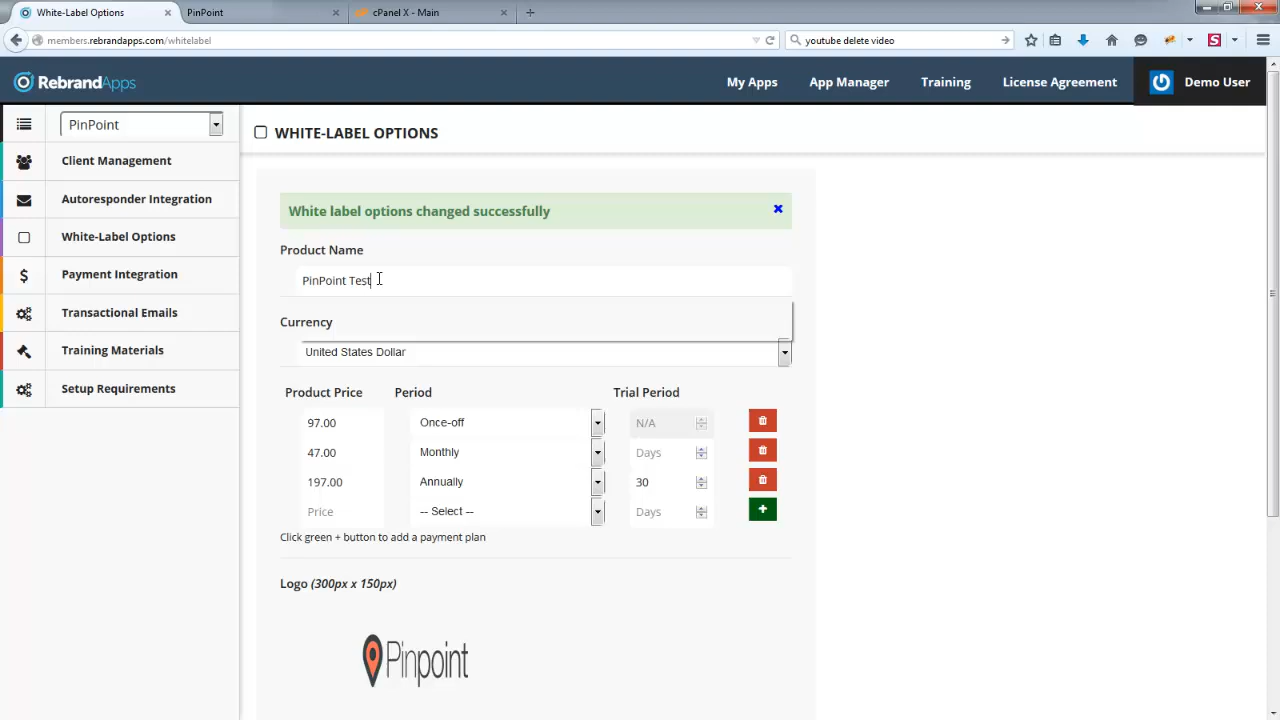 White-Label Options
PinPoint
cPanel X - Main
members.rebrandapps.com/whitelabel
youtube delete video
RebrandApps
My Apps
App Manager
Training
License Agreement
Demo User
PinPoint
WHITE-LABEL OPTIONS
Client Management
Autoresponder Integration
White-Label Options
Payment Integration
Transactional Emails
Training Materials
Setup Requirements
White label options changed successfully
Product Name
PinPoint Test
Currency
United States Dollar
Product Price Period Trial Period
97.00 Once-off N/A
47.00 Monthly Days
197.00 Annually 30
Price -- Select -- Days
Click green + button to add a payment plan
Logo (300px x 150px)
Pinpoint